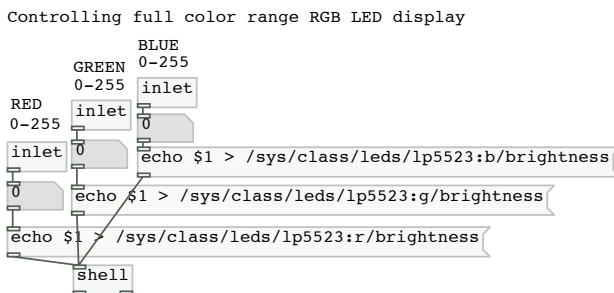 Controlling full color range RGB LED display
BLUE
0-255
inlet
0
echo $1 > /sys/class/leds/lp5523:b/brightness
GREEN
0-255
inlet
0
echo $1 > /sys/class/leds/lp5523:g/brightness
RED
0-255
inlet
0
echo $1 > /sys/class/leds/lp5523:r/brightness
shell